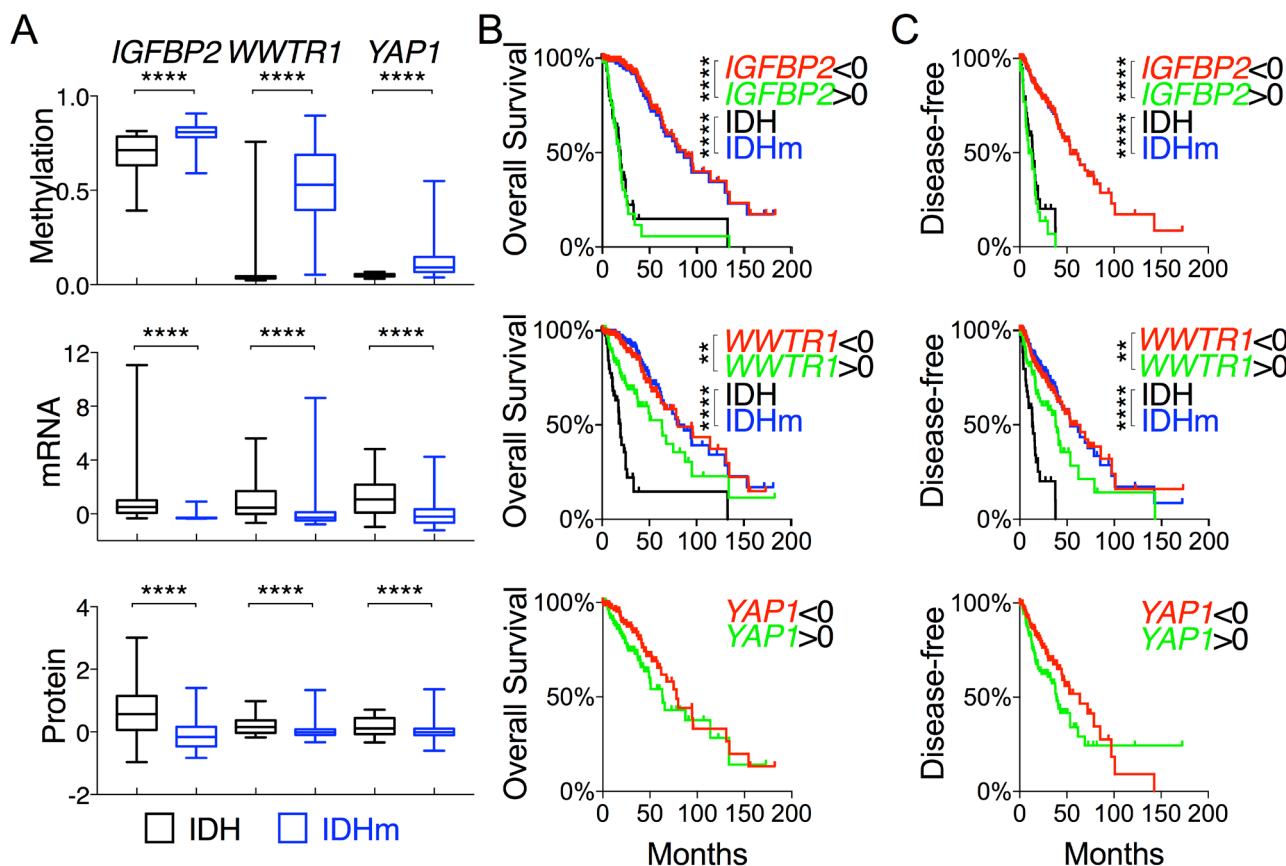 A
IGFBP2 WWTR1 YAP1
**** **** ****
Methylation
1.0
0.5
0.0
**** **** ****
mRNA
12
8
4
0
**** **** ****
Protein
4
2
0
-2
IDH IDHm
B
Overall Survival
100%
50%
0%
0 50 100 150 200
**** IGFBP2<0
IGFBP2>0
**** IDH
IDHm
Overall Survival
100%
50%
0%
0 50 100 150 200
** WWTR1<0
WWTR1>0
**** IDH
IDHm
Overall Survival
100%
50%
0%
0 50 100 150 200
YAP1<0
YAP1>0
Months
C
Disease-free
100%
50%
0%
0 50 100 150 200
**** IGFBP2<0
IGFBP2>0
**** IDH
IDHm
Disease-free
100%
50%
0%
0 50 100 150 200
** WWTR1<0
WWTR1>0
**** IDH
IDHm
Disease-free
100%
50%
0%
0 50 100 150 200
YAP1<0
YAP1>0
Months